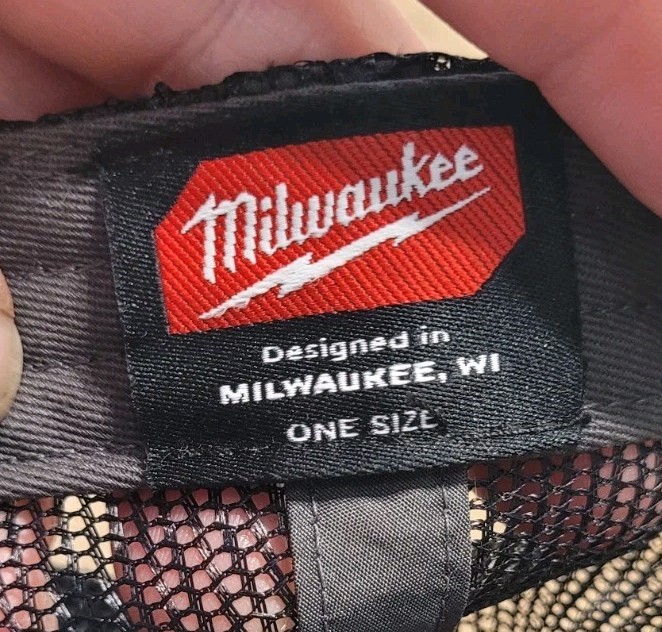 Milwaukee
Designed in
MILWAUKEE, WI
ONE SIZE